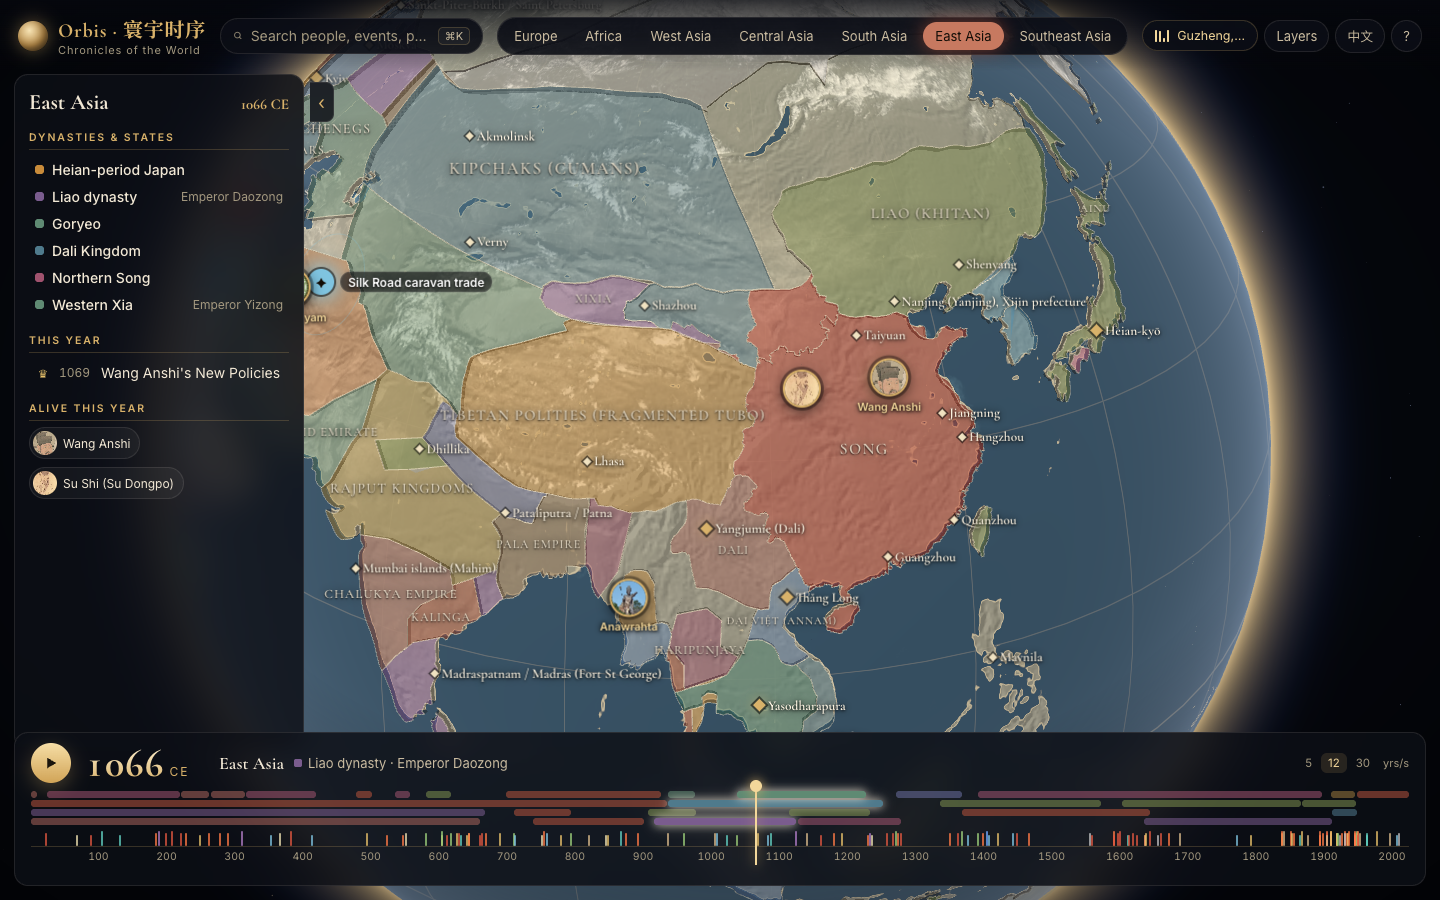 Orbis · 寰宇时序
Chronicles of the World
Search people, events, p... ⌘K
Europe
Africa
West Asia
Central Asia
South Asia
East Asia
Southeast Asia
Guzheng,...
Layers
中文
?
East Asia
1066 CE
DYNASTIES & STATES
Heian-period Japan
Liao dynasty Emperor Daozong
Goryeo
Dali Kingdom
Northern Song
Western Xia Emperor Yizong
THIS YEAR
1069 Wang Anshi's New Policies
ALIVE THIS YEAR
Wang Anshi
Su Shi (Su Dongpo)
Kyiv
Akmolinsk
KIPCHAKS (CUMANS)
LIAO (KHITAN)
AINU
Verny
Shenyang
Silk Road caravan trade
XIXIA
Shazhou
Nanjing (Yanjing), Xijin prefecture
Heian-kyō
Taiyuan
Wang Anshi
TIBETAN POLITIES (FRAGMENTED TUBO)
Jiangning
Hangzhou
SONG
Dhillika
Lhasa
RAJPUT KINGDOMS
Pataliputra / Patna
Yangjumie (Dali)
Quanzhou
PALA EMPIRE
DALI
Guangzhou
Mumbai islands (Mahim)
CHALUKYA EMPIRE
Thăng Long
KALINGA
Anawrahta
DAI VIET (ANNAM)
HARIPUNJAYA
Maynila
Madraspatnam / Madras (Fort St George)
Yasodharapura
1066 CE
East Asia Liao dynasty · Emperor Daozong
5 12 30 yrs/s
100 200 300 400 500 600 700 800 900 1000 1100 1200 1300 1400 1500 1600 1700 1800 1900 2000